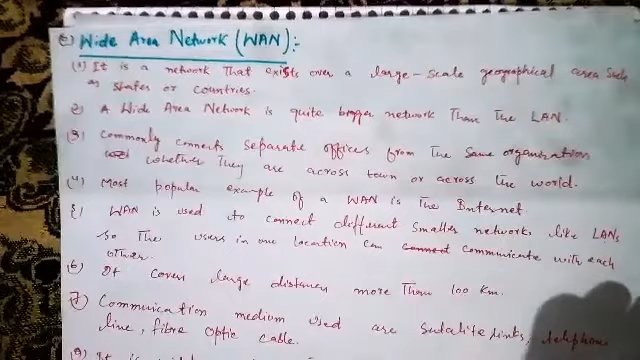 (c) Wide Area Network (WAN):-
(1) It is a network That exists over a large-scale geographical area such
as states or countries.
2) A Wide Area Network is quite bigger network Than The LAN.
(3) Commonly connects separate offices from The same organization
whether They are across town or across The world.
(4) Most popular example of a WAN is The Internet
5) WAN is used to connect different smaller networks like LANs
so The users in one location can connect communicate with each
other.
(6) It covers large distances more Than 100 Km.
7) Communication medium used are satalite links, telephone
line, fibre optic cable.
It is